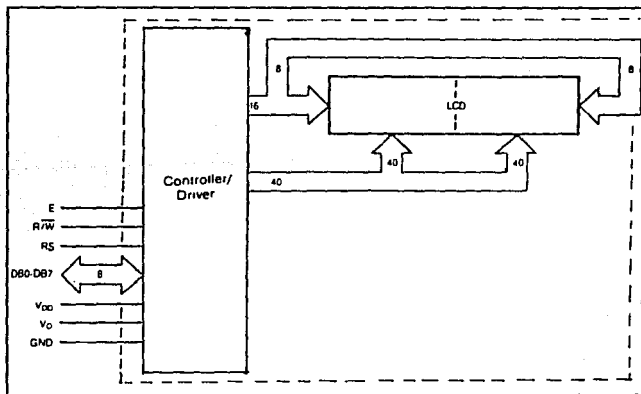 8
8
16
LCD
Controller/
Driver
40
40
40
E
R/W̅
RS
DB0-DB7
8
VDD
VO
GND